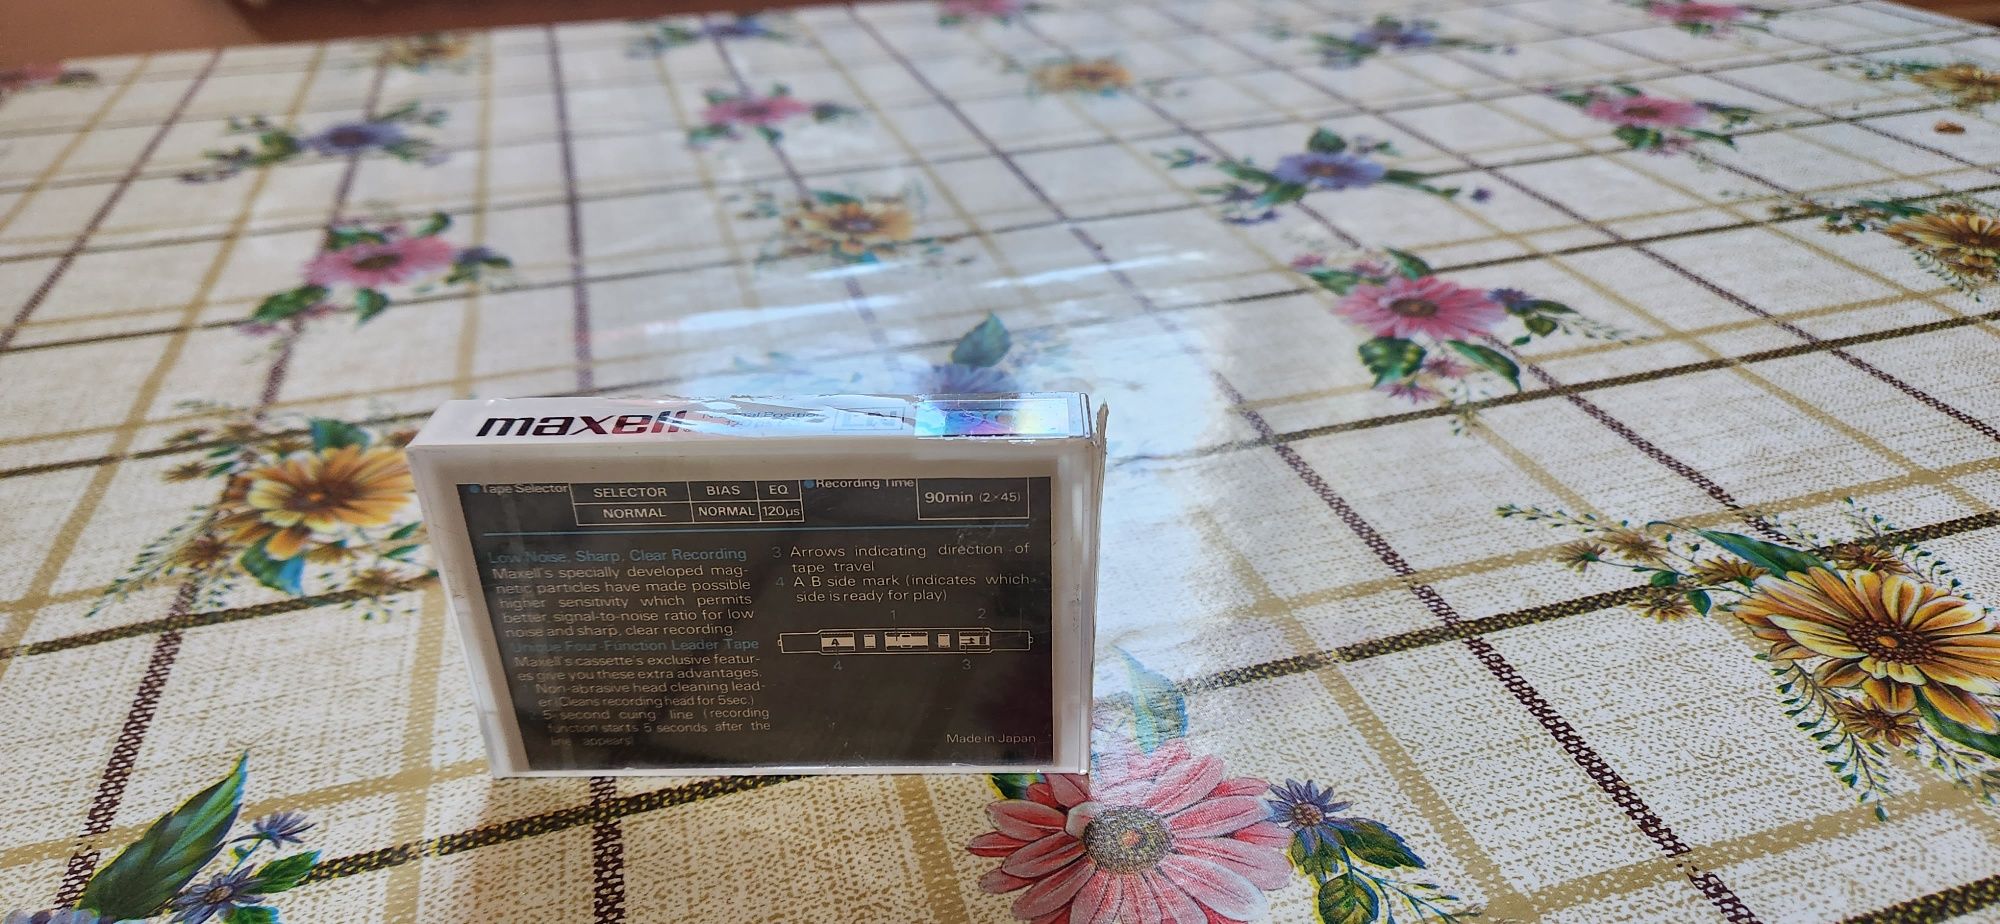 maxell
Normal Position
LN 90
Tape Selector SELECTOR BIAS EQ Recording Time 90min (2×45)
NORMAL NORMAL 120µs
Low Noise, Sharp, Clear Recording
Maxell's specially developed mag-
netic particles have made possible
higher sensitivity which permits
better signal-to-noise ratio for low
noise and sharp, clear recording.
Unique Four-Function Leader Tape
Maxell's cassette's exclusive featur-
es give you these extra advantages.
Non-abrasive head cleaning lead-
er (Cleans recording head for 5sec.)
5-second cuing line (recording
function starts 5 seconds after the
line appears)
3 Arrows indicating direction of
tape travel
4 A.B side mark (indicates which
side is ready for play)
1 2
A
4 3
Made in Japan